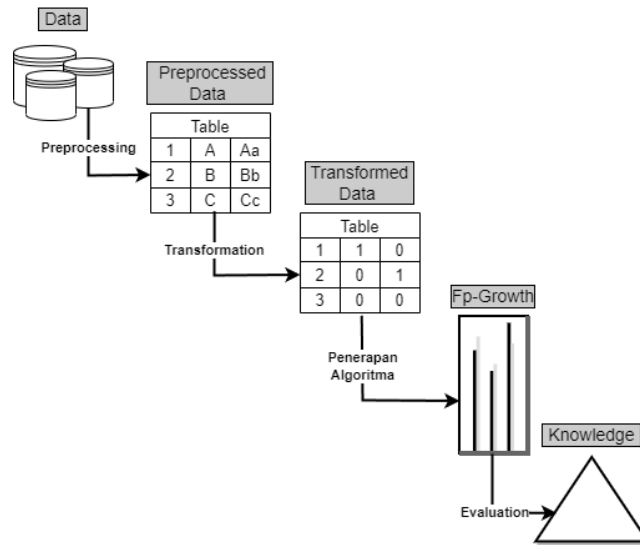 Data
Preprocessing
Preprocessed
Data
Table
1 A Aa
2 B Bb
3 C Cc
Transformation
Transformed
Data
Table
1 1 0
2 0 1
3 0 0
Penerapan
Algoritma
Fp-Growth
Evaluation
Knowledge